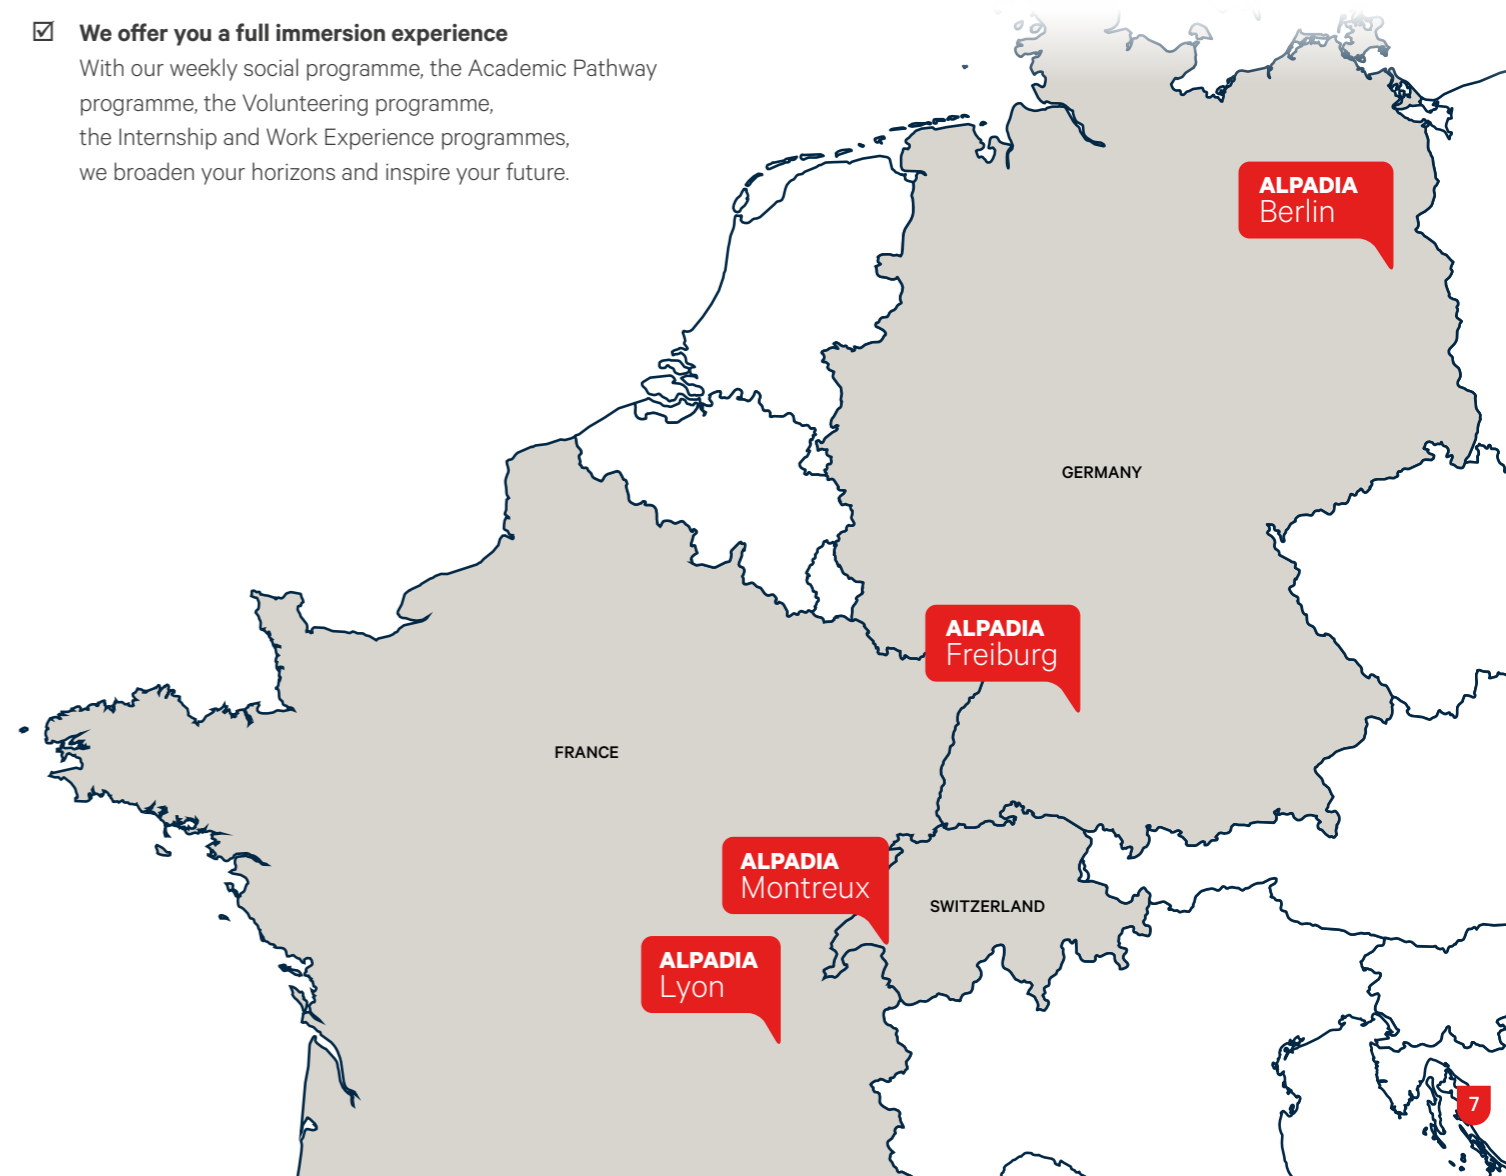 We offer you a full immersion experience
With our weekly social programme, the Academic Pathway
programme, the Volunteering programme,
the Internship and Work Experience programmes,
we broaden your horizons and inspire your future.
ALPADIA
Berlin
GERMANY
ALPADIA
Freiburg
FRANCE
ALPADIA
Montreux
SWITZERLAND
ALPADIA
Lyon
7